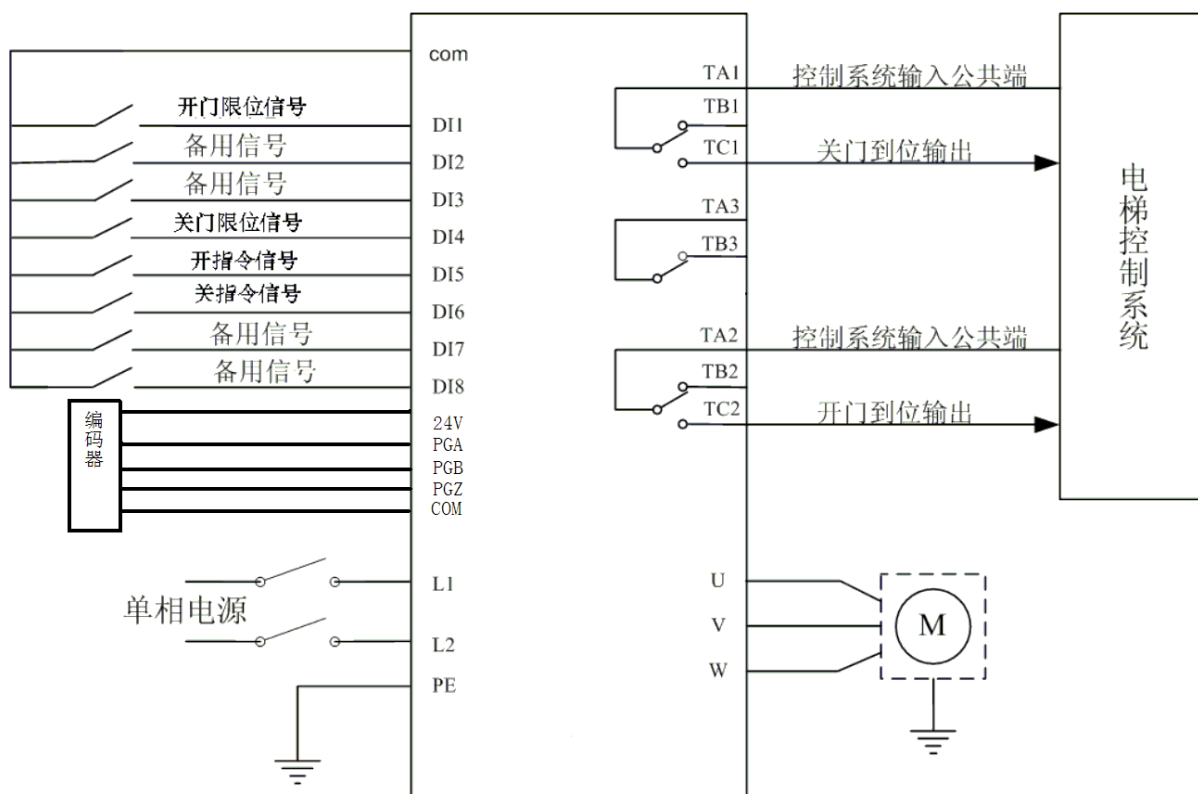 com
开门限位信号
DI1
备用信号
DI2
备用信号
DI3
关门限位信号
DI4
开指令信号
DI5
关指令信号
DI6
备用信号
DI7
备用信号
DI8
编码器
24V
PGA
PGB
PGZ
COM
单相电源
L1
L2
PE
TA1
控制系统输入公共端
TB1
TC1
关门到位输出
TA3
TB3
TA2
控制系统输入公共端
TB2
TC2
开门到位输出
电梯控制系统
U
V
W
M